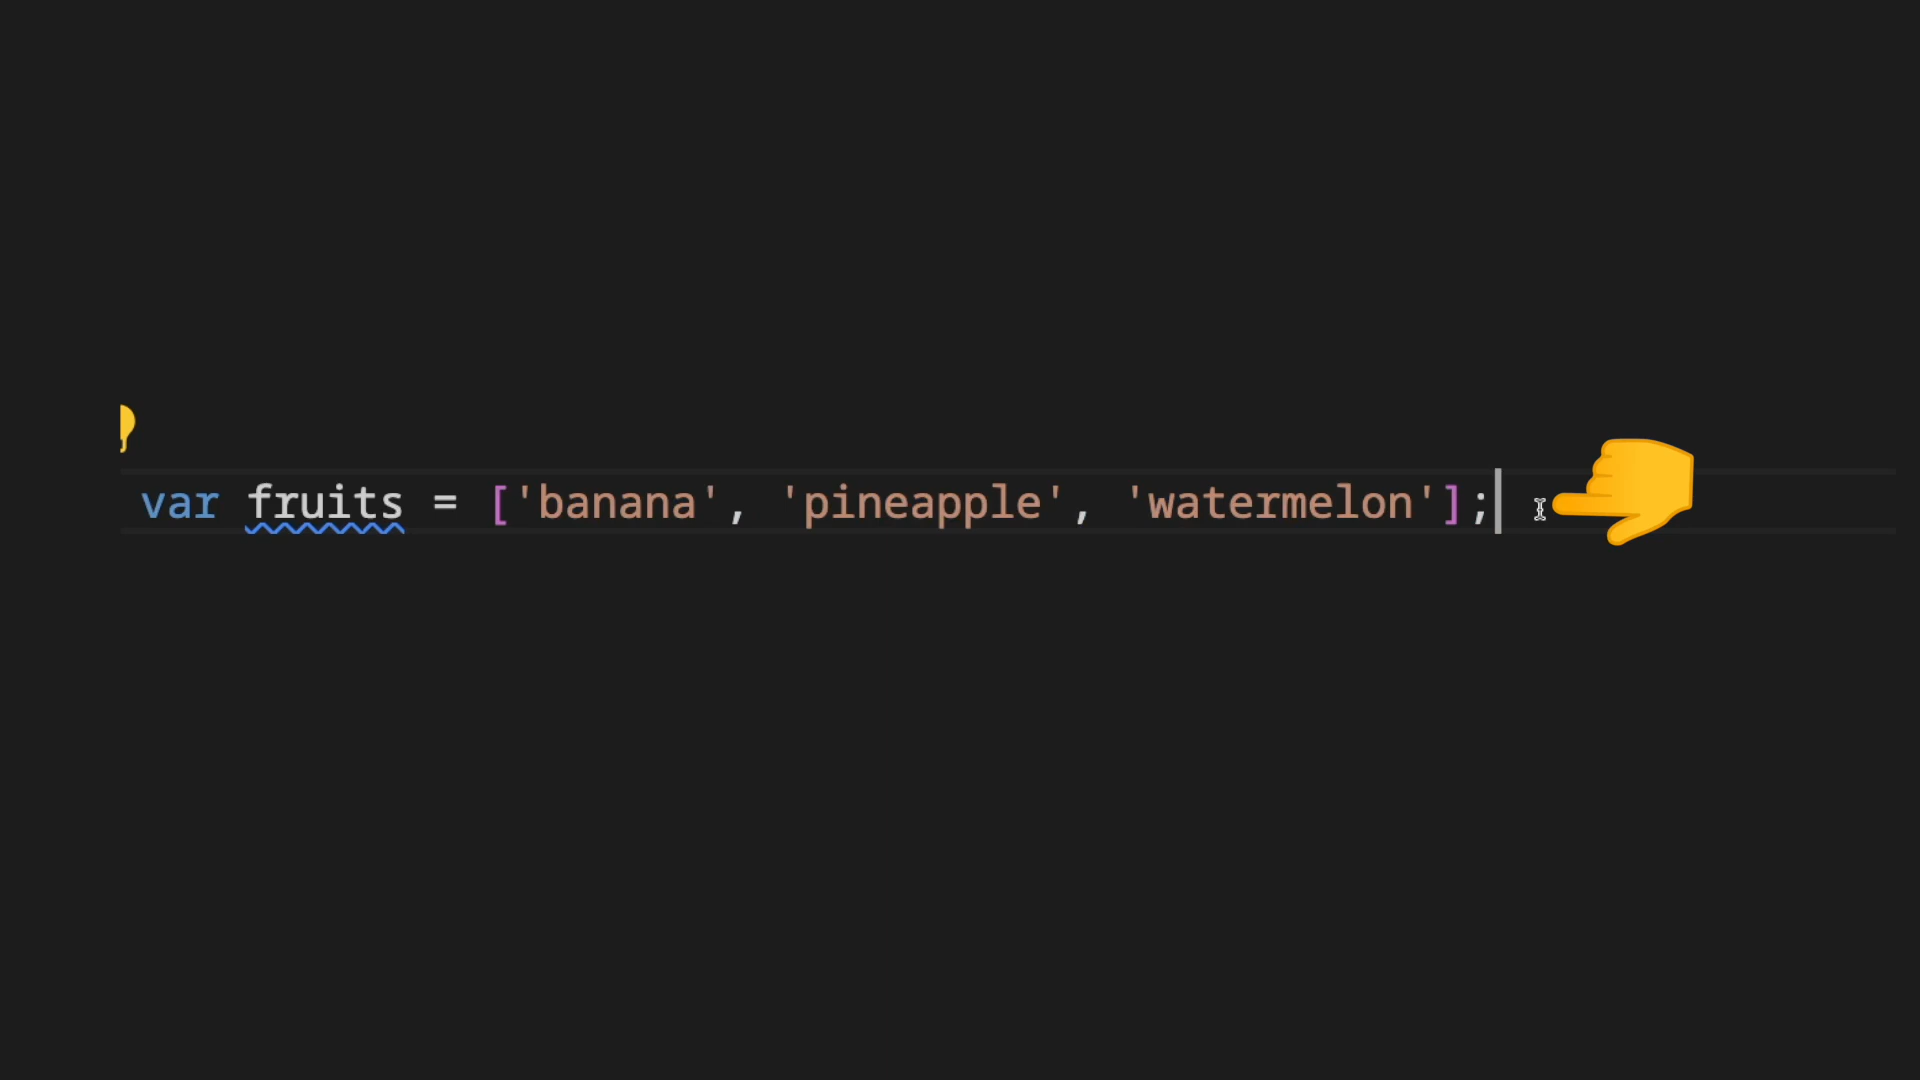 var fruits = ['banana', 'pineapple', 'watermelon'];